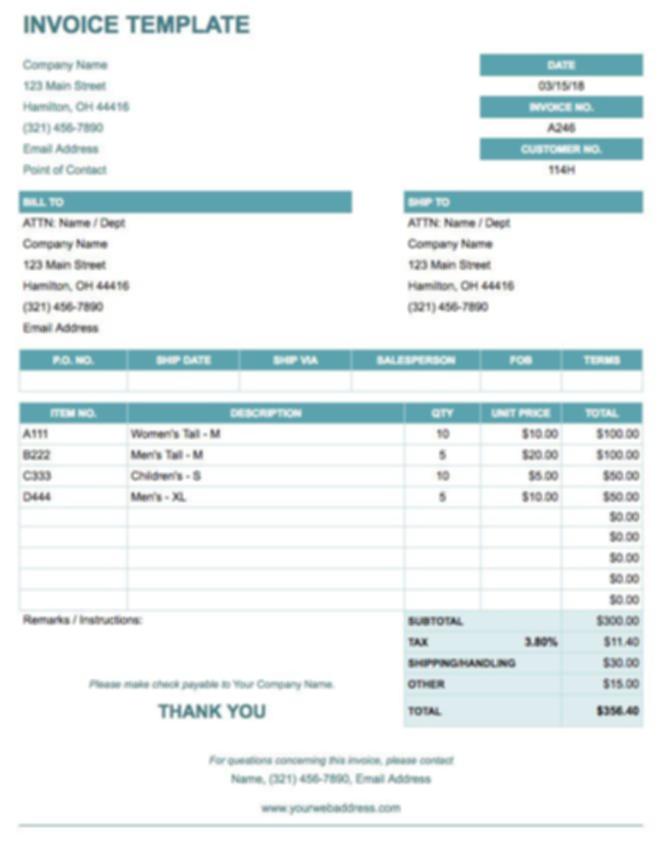 INVOICE TEMPLATE
Company Name
123 Main Street
Hamilton, OH 44416
(321) 456-7890
Email Address
Point of Contact
DATE
03/15/18
INVOICE NO.
A246
CUSTOMER NO.
114H
BILL TO
ATTN: Name / Dept
Company Name
123 Main Street
Hamilton, OH 44416
(321) 456-7890
Email Address
SHIP TO
ATTN: Name / Dept
Company Name
123 Main Street
Hamilton, OH 44416
(321) 456-7890
P.O. NO. SHIP DATE SHIP VIA SALESPERSON FOB TERMS
ITEM NO. DESCRIPTION QTY UNIT PRICE TOTAL
A111 Women's Tall - M 10 $10.00 $100.00
B222 Men's Tall - M 5 $20.00 $100.00
C333 Children's - S 10 $5.00 $50.00
D444 Men's - XL 5 $10.00 $50.00
$0.00
$0.00
$0.00
$0.00
$0.00
Remarks / Instructions:
SUBTOTAL $300.00
TAX 3.80% $11.40
SHIPPING/HANDLING $30.00
OTHER $15.00
TOTAL $356.40
Please make check payable to Your Company Name.
THANK YOU
For questions concerning this invoice, please contact
Name, (321) 456-7890, Email Address
www.yourwebaddress.com